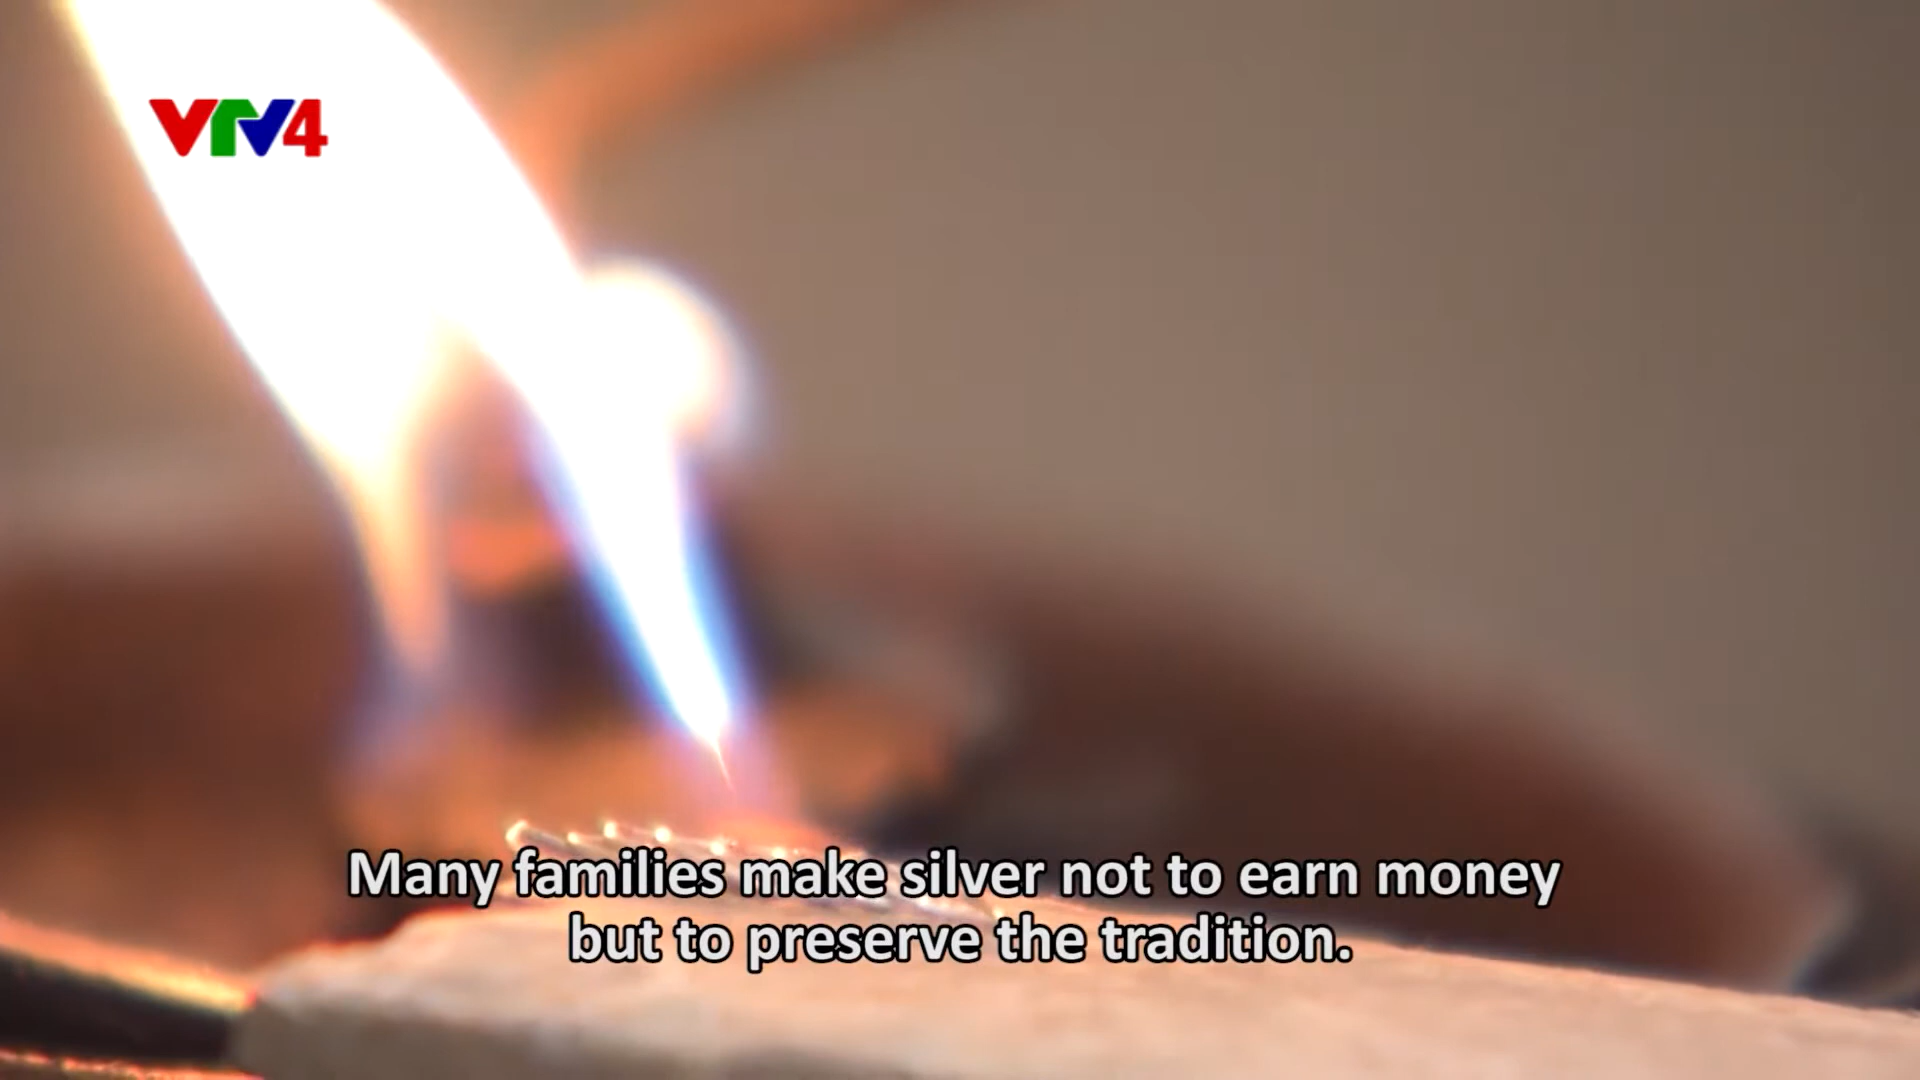 VTV4
Many families make silver not to earn money
but to preserve the tradition.